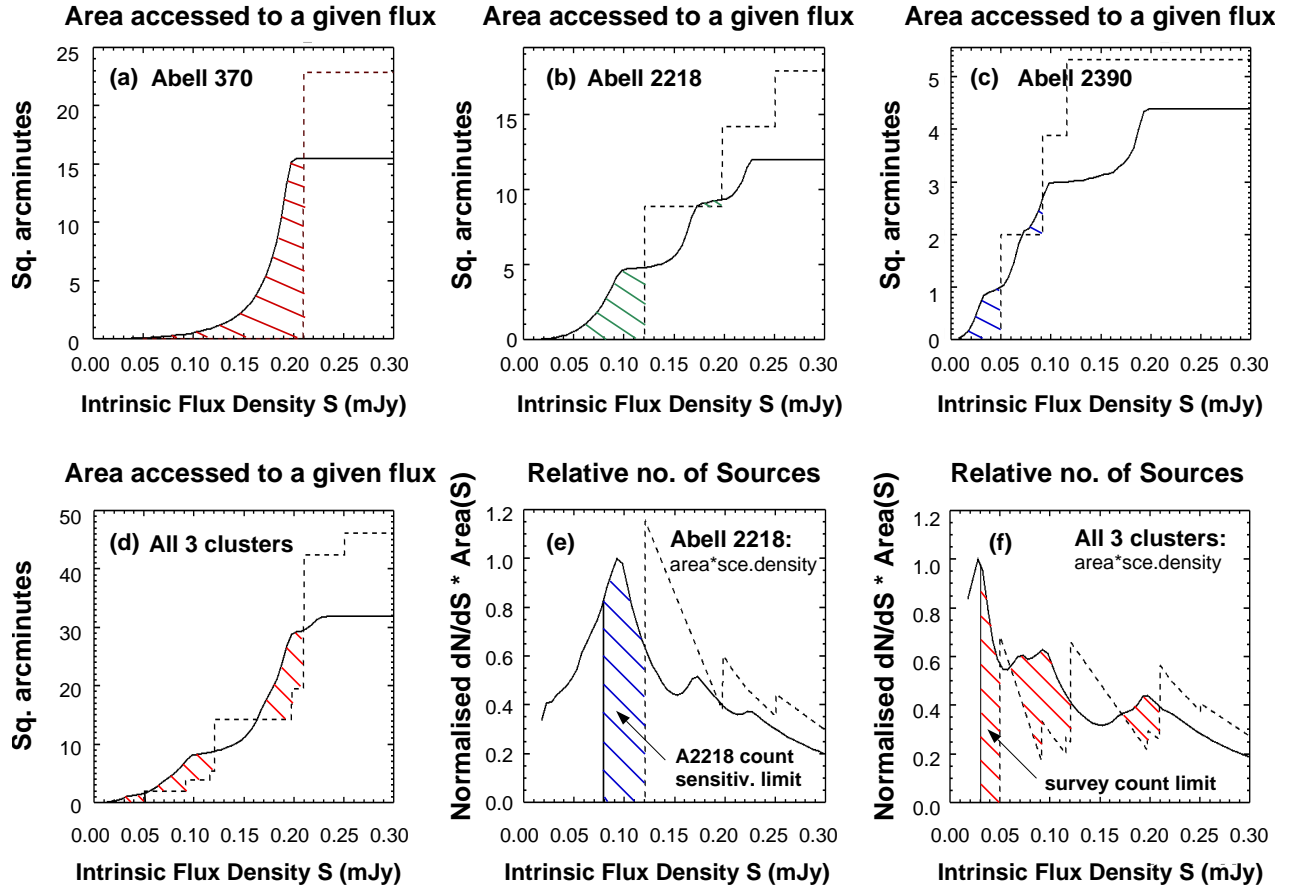 Area accessed to a given flux
Area accessed to a given flux
Area accessed to a given flux
(a) Abell 370
(b) Abell 2218
(c) Abell 2390
Sq. arcminutes
25
20
15
10
5
0
0.00 0.05 0.10 0.15 0.20 0.25 0.30
Intrinsic Flux Density S (mJy)
Sq. arcminutes
15
10
5
0
0.00 0.05 0.10 0.15 0.20 0.25 0.30
Intrinsic Flux Density S (mJy)
Sq. arcminutes
5
4
3
2
1
0
0.00 0.05 0.10 0.15 0.20 0.25 0.30
Intrinsic Flux Density S (mJy)
Area accessed to a given flux
(d) All 3 clusters
Sq. arcminutes
50
40
30
20
10
0
0.00 0.05 0.10 0.15 0.20 0.25 0.30
Intrinsic Flux Density S (mJy)
Relative no. of Sources
(e) Abell 2218:
area*sce.density
Normalised dN/dS * Area(S)
1.2
1.0
0.8
0.6
0.4
0.2
0.0
A2218 count
sensitiv. limit
0.00 0.05 0.10 0.15 0.20 0.25 0.30
Intrinsic Flux Density S (mJy)
Relative no. of Sources
(f) All 3 clusters:
area*sce.density
Normalised dN/dS * Area(S)
1.2
1.0
0.8
0.6
0.4
0.2
0.0
survey count limit
0.00 0.05 0.10 0.15 0.20 0.25 0.30
Intrinsic Flux Density S (mJy)